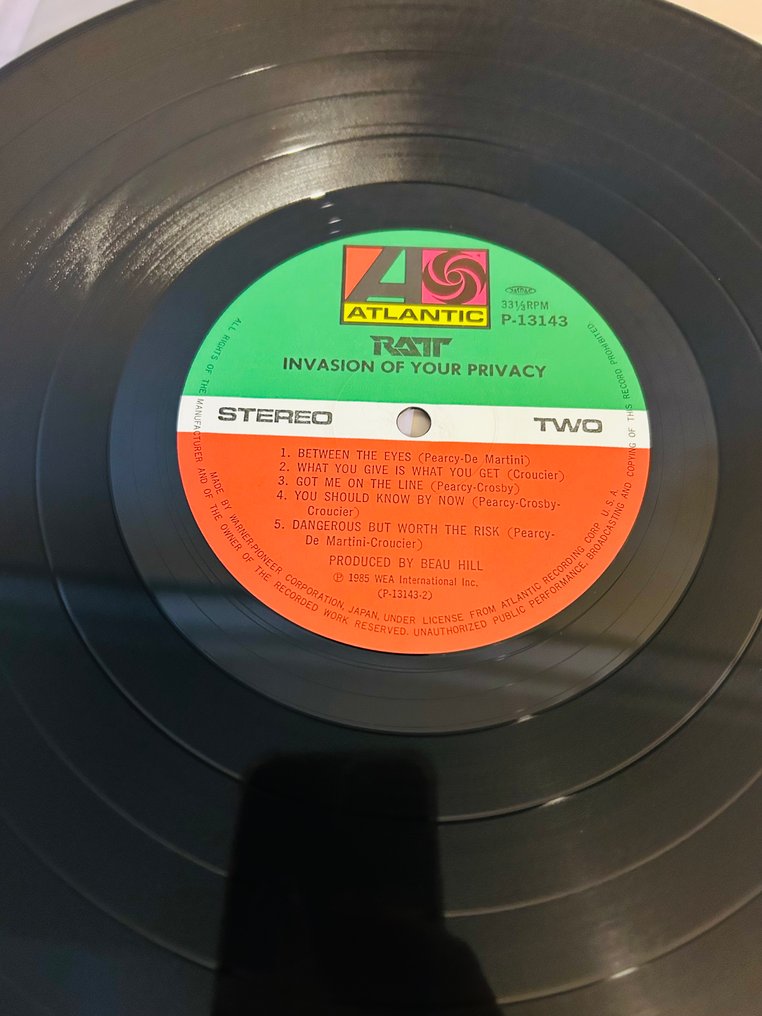 A
ATLANTIC
33⅓RPM
P-13143
RATT
INVASION OF YOUR PRIVACY
STEREO
TWO
1. BETWEEN THE EYES (Pearcy-De Martini)
2. WHAT YOU GIVE IS WHAT YOU GET (Croucier)
3. GOT ME ON THE LINE (Pearcy-Crosby)
4. YOU SHOULD KNOW BY NOW (Pearcy-Crosby-
Croucier)
5. DANGEROUS BUT WORTH THE RISK (Pearcy-
De Martini-Croucier)
PRODUCED BY BEAU HILL
℗ 1985 WEA International Inc.
(P-13143-2)
MADE BY WARNER-PIONEER CORPORATION, JAPAN, UNDER LICENSE FROM ATLANTIC RECORDING CORP. U.S.A.
ALL RIGHTS OF THE MANUFACTURER AND OF THE OWNER OF THE RECORDED WORK RESERVED. UNAUTHORIZED PUBLIC PERFORMANCE, BROADCASTING AND COPYING OF THIS RECORD PROHIBITED.